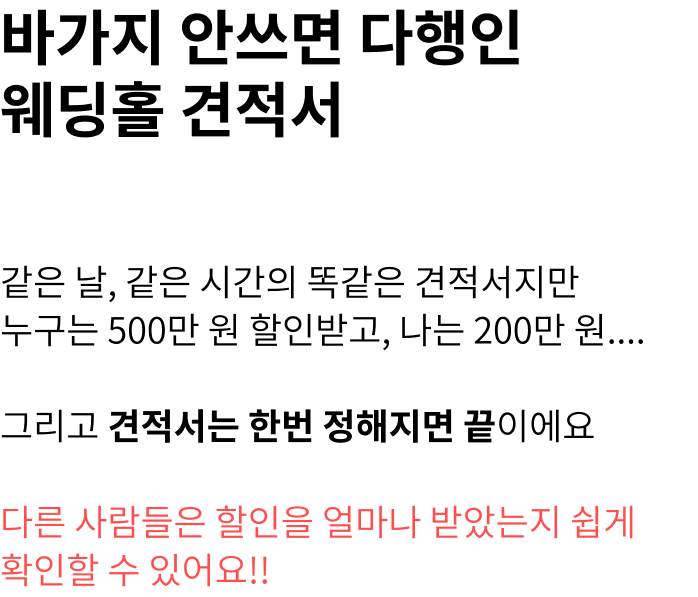 바가지 안쓰면 다행인
웨딩홀 견적서
같은 날, 같은 시간의 똑같은 견적서지만
누구는 500만 원 할인받고, 나는 200만 원....
그리고 견적서는 한번 정해지면 끝이에요
다른 사람들은 할인을 얼마나 받았는지 쉽게
확인할 수 있어요!!